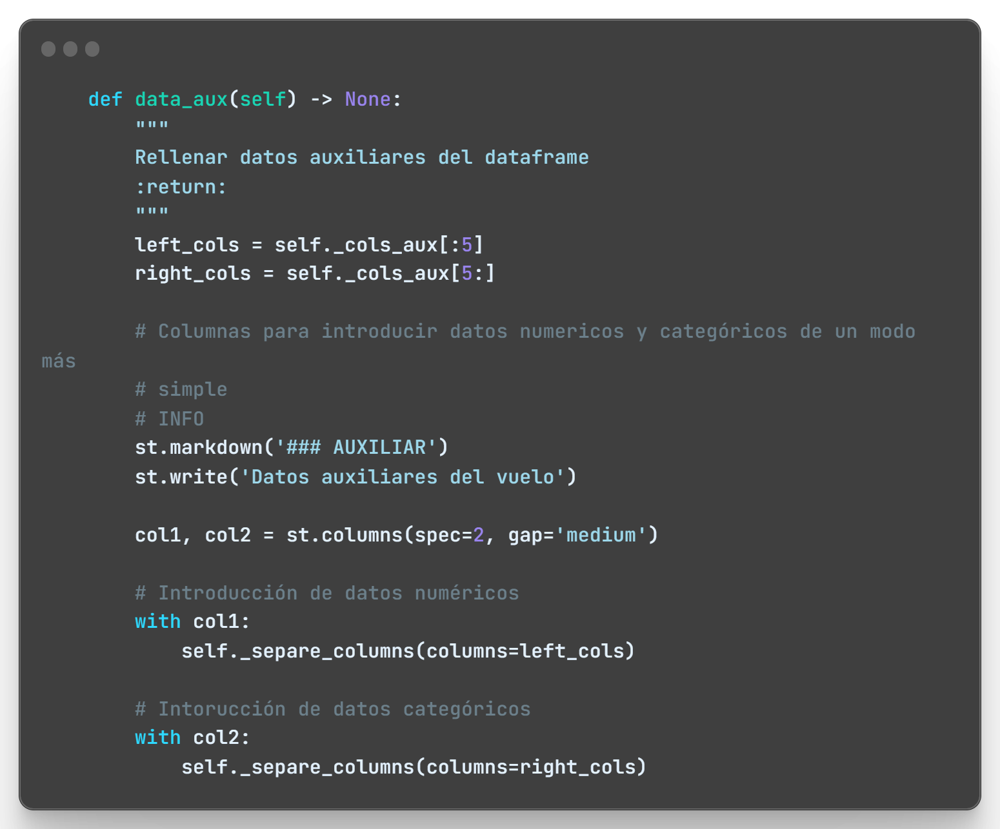 def data_aux(self) -> None:
"""
Rellenar datos auxiliares del dataframe
:return:
"""
left_cols = self._cols_aux[:5]
right_cols = self._cols_aux[5:]
# Columnas para introducir datos numericos y categóricos de un modo
más
# simple
# INFO
st.markdown('### AUXILIAR')
st.write('Datos auxiliares del vuelo')
col1, col2 = st.columns(spec=2, gap='medium')
# Introducción de datos numéricos
with col1:
self._separe_columns(columns=left_cols)
# Intorucción de datos categóricos
with col2:
self._separe_columns(columns=right_cols)